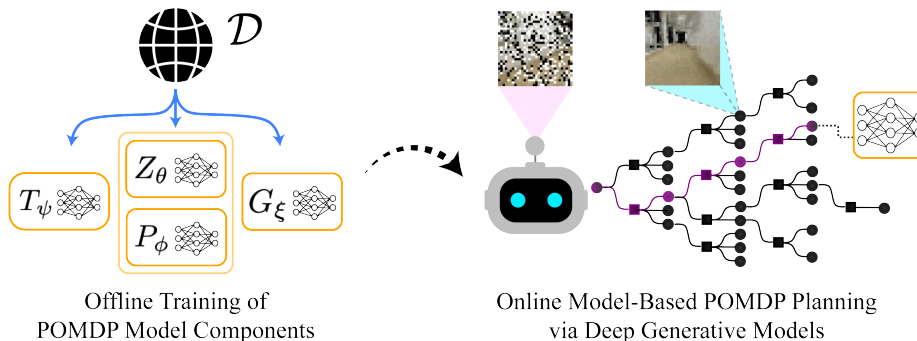 𝒟
T_ψ
Z_θ
P_ϕ
G_ξ
Offline Training of
POMDP Model Components
Online Model-Based POMDP Planning
via Deep Generative Models